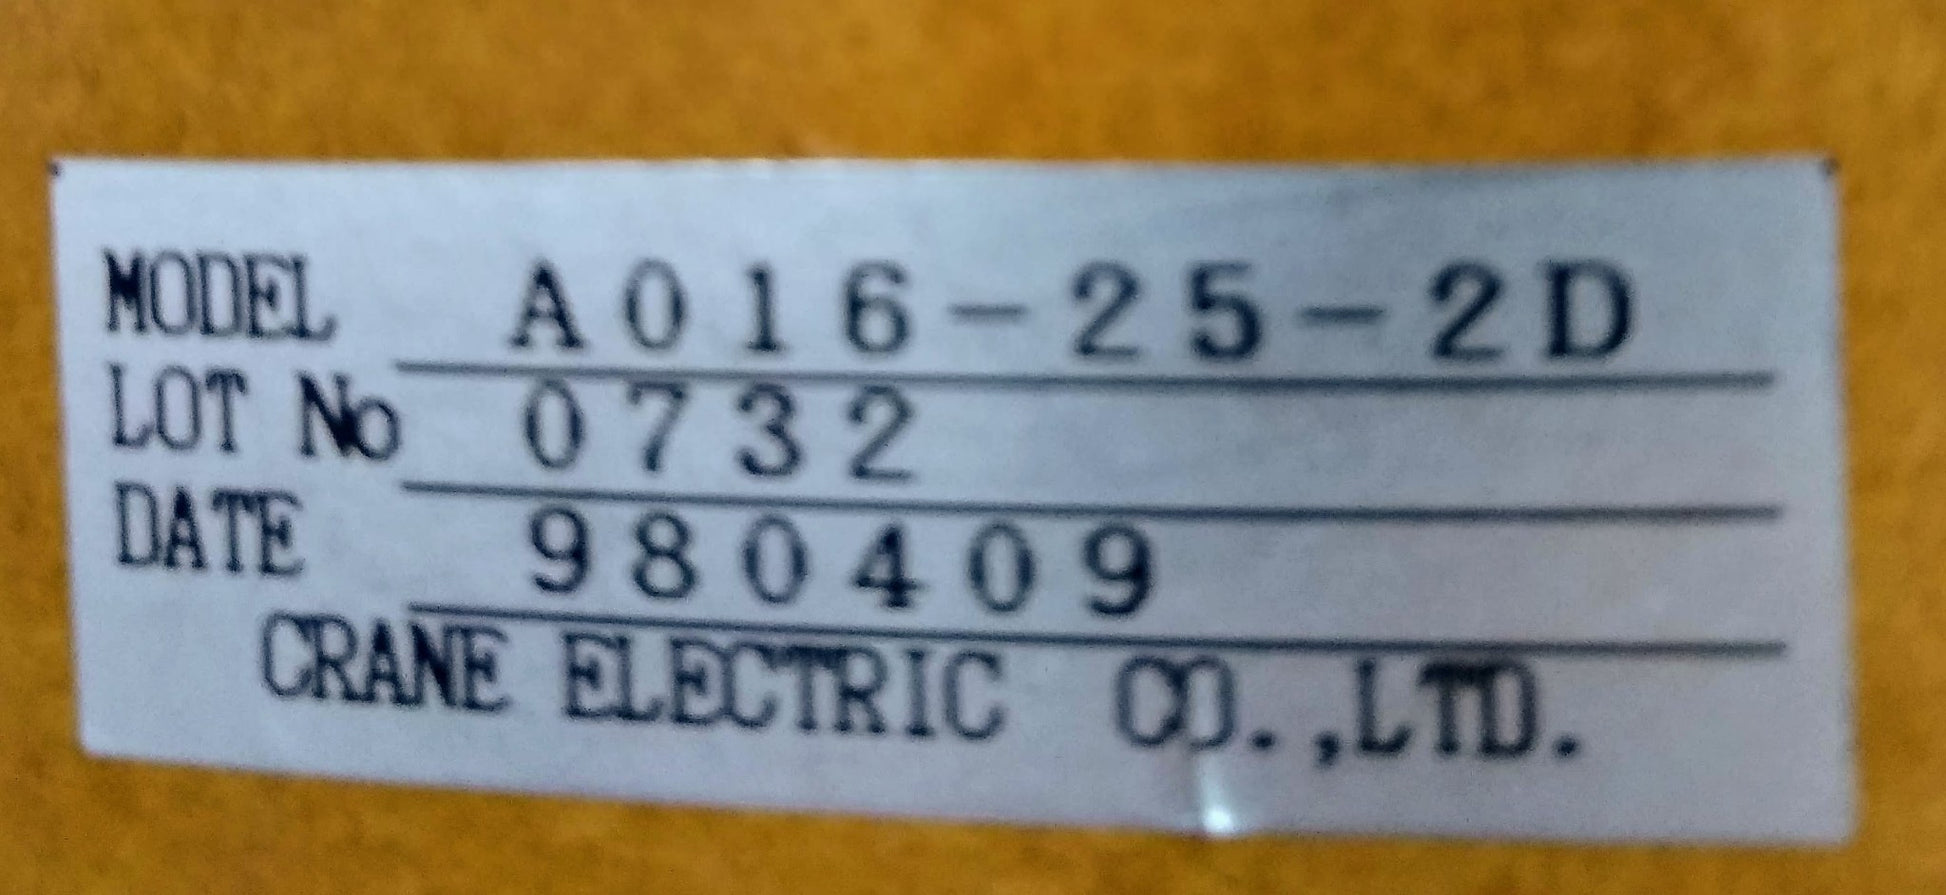 MODEL A016-25-2D
LOT No 0732
DATE 980409
CRANE ELECTRIC CO.,LTD.